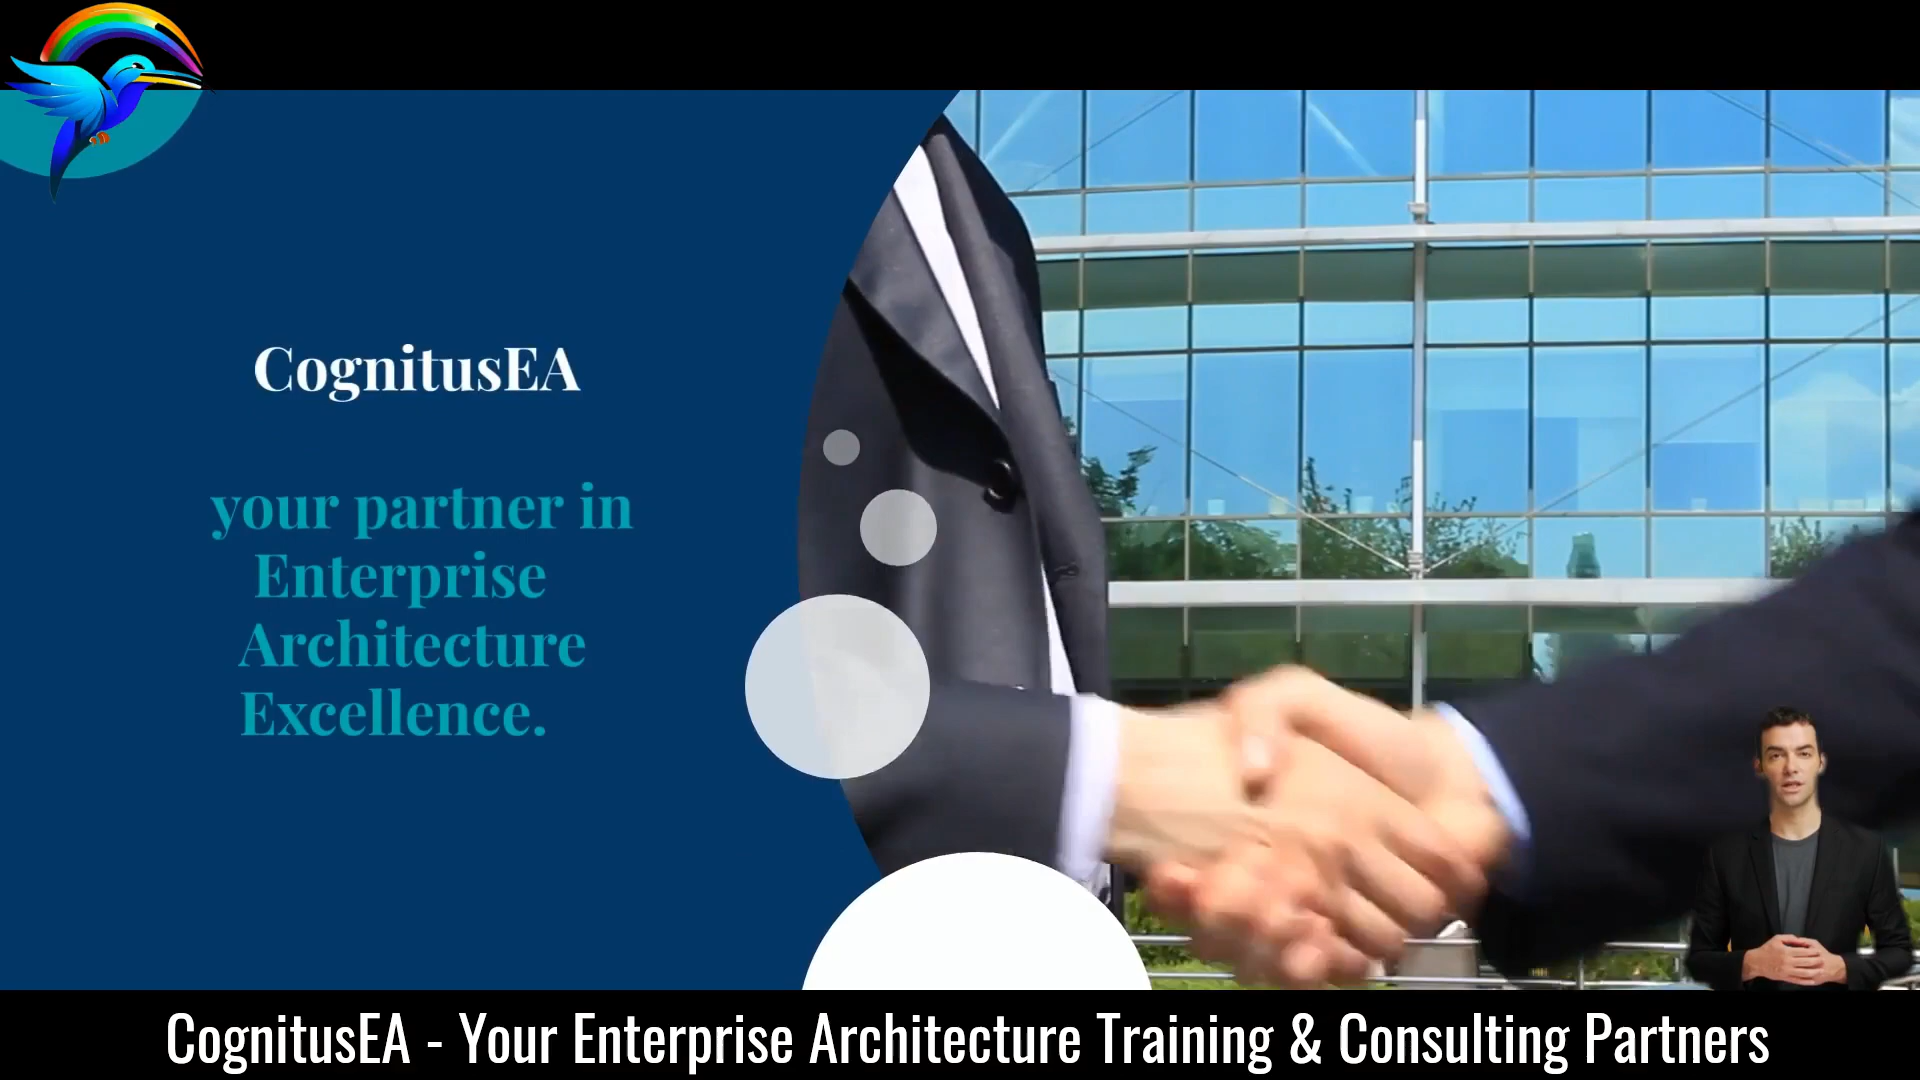 CognitusEA
your partner in
Enterprise
Architecture
Excellence.
CognitusEA - Your Enterprise Architecture Training & Consulting Partners